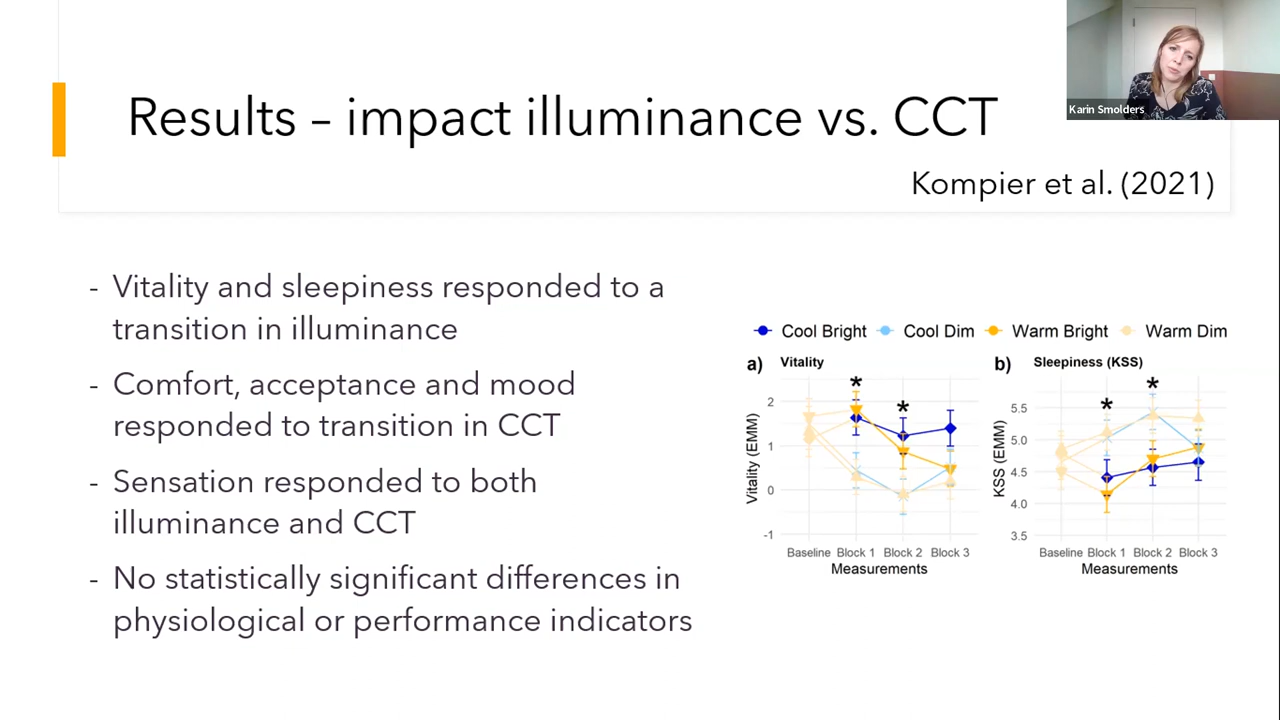 Karin Smolders
Results – impact illuminance vs. CCT
Kompier et al. (2021)
- Vitality and sleepiness responded to a
transition in illuminance
- Comfort, acceptance and mood
responded to transition in CCT
- Sensation responded to both
illuminance and CCT
- No statistically significant differences in
physiological or performance indicators
Cool Bright Cool Dim Warm Bright Warm Dim
a) Vitality
*
*
2
1
0
-1
Vitality (EMM)
Baseline Block 1 Block 2 Block 3
Measurements
b) Sleepiness (KSS)
*
*
5.5
5.0
4.5
4.0
3.5
KSS (EMM)
Baseline Block 1 Block 2 Block 3
Measurements